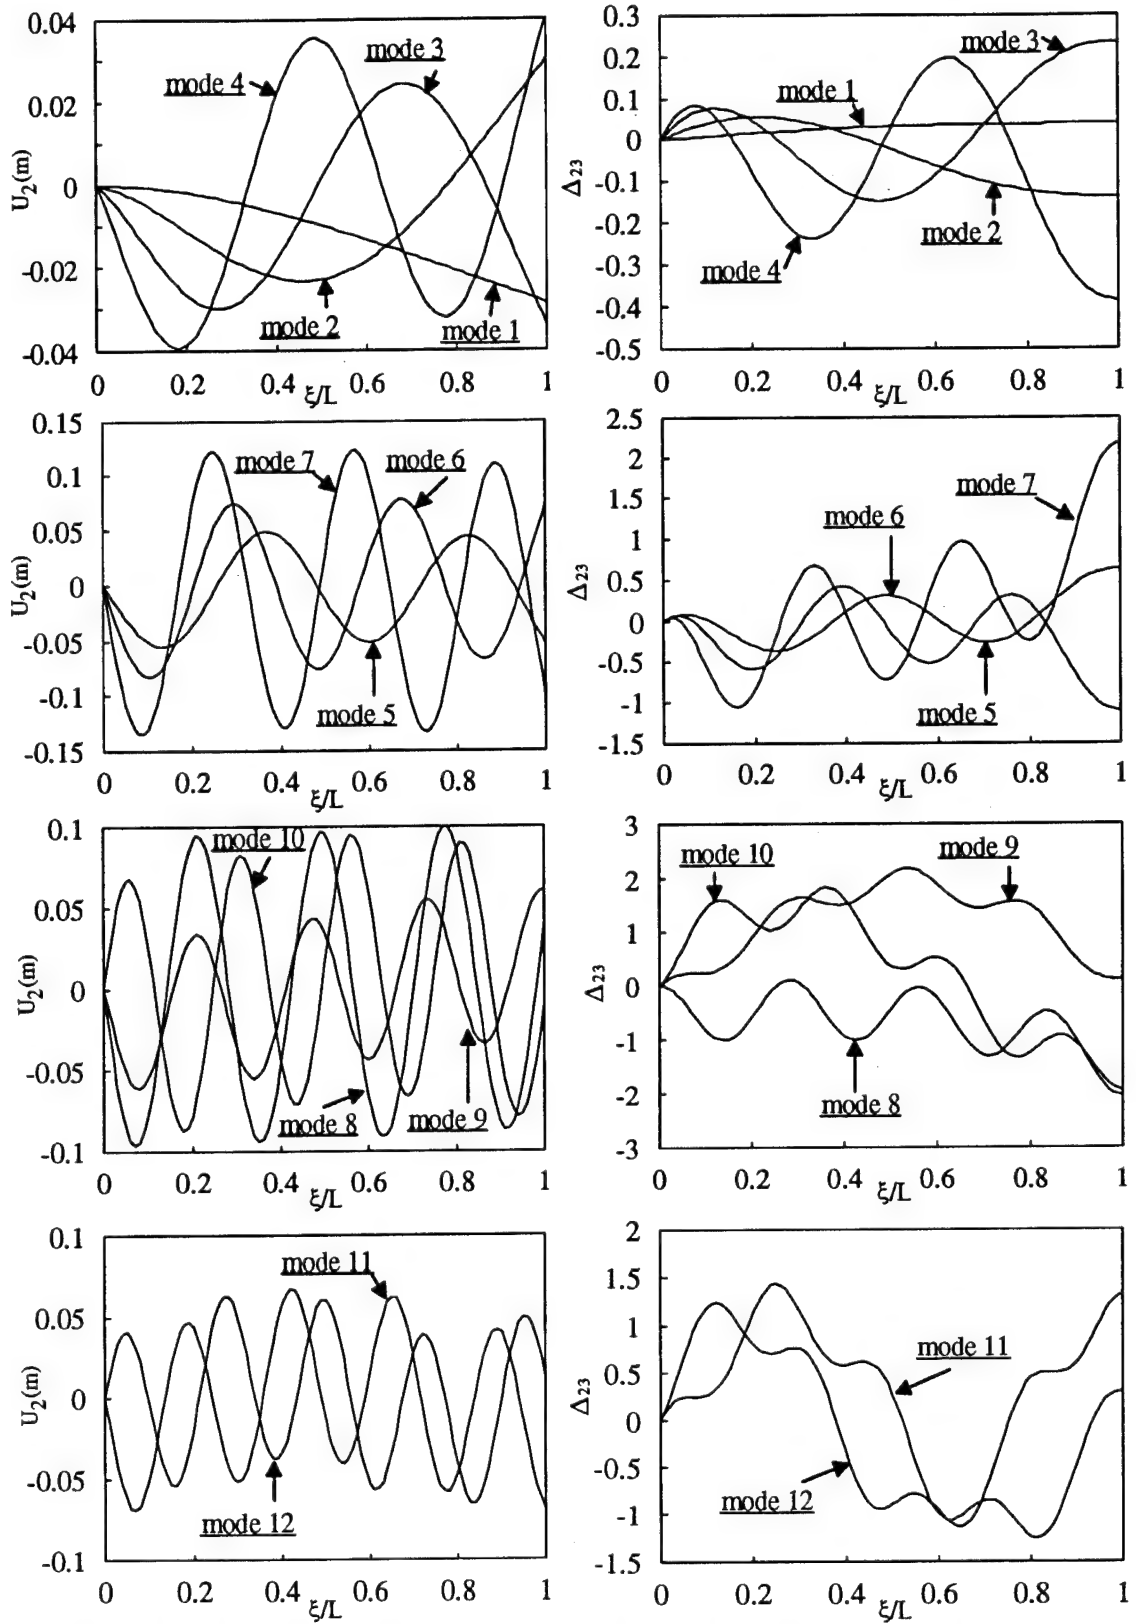 0.04
0.02
0
-0.02
-0.04
U2(m)
mode 4
mode 3
mode 2
mode 1
0 0.2 0.4 0.6 0.8 1
ξ/L
0.3
0.2
0.1
0
-0.1
-0.2
-0.3
-0.4
-0.5
Δ23
mode 3
mode 1
mode 2
mode 4
0 0.2 0.4 0.6 0.8 1
ξ/L
0.15
0.1
0.05
0
-0.05
-0.1
-0.15
U2(m)
mode 7
mode 6
mode 5
0 0.2 0.4 0.6 0.8 1
ξ/L
2.5
2
1.5
1
0.5
0
-0.5
-1
-1.5
Δ23
mode 7
mode 6
mode 5
0 0.2 0.4 0.6 0.8 1
ξ/L
0.1
0.05
0
-0.05
-0.1
U2(m)
mode 10
mode 8
mode 9
0 0.2 0.4 0.6 0.8 1
ξ/L
3
2
1
0
-1
-2
-3
Δ23
mode 10
mode 9
mode 8
0 0.2 0.4 0.6 0.8 1
ξ/L
0.1
0.05
0
-0.05
-0.1
U2(m)
mode 11
mode 12
0 0.2 0.4 0.6 0.8 1
ξ/L
2
1.5
1
0.5
0
-0.5
-1
-1.5
Δ23
mode 11
mode 12
0 0.2 0.4 0.6 0.8 1
ξ/L